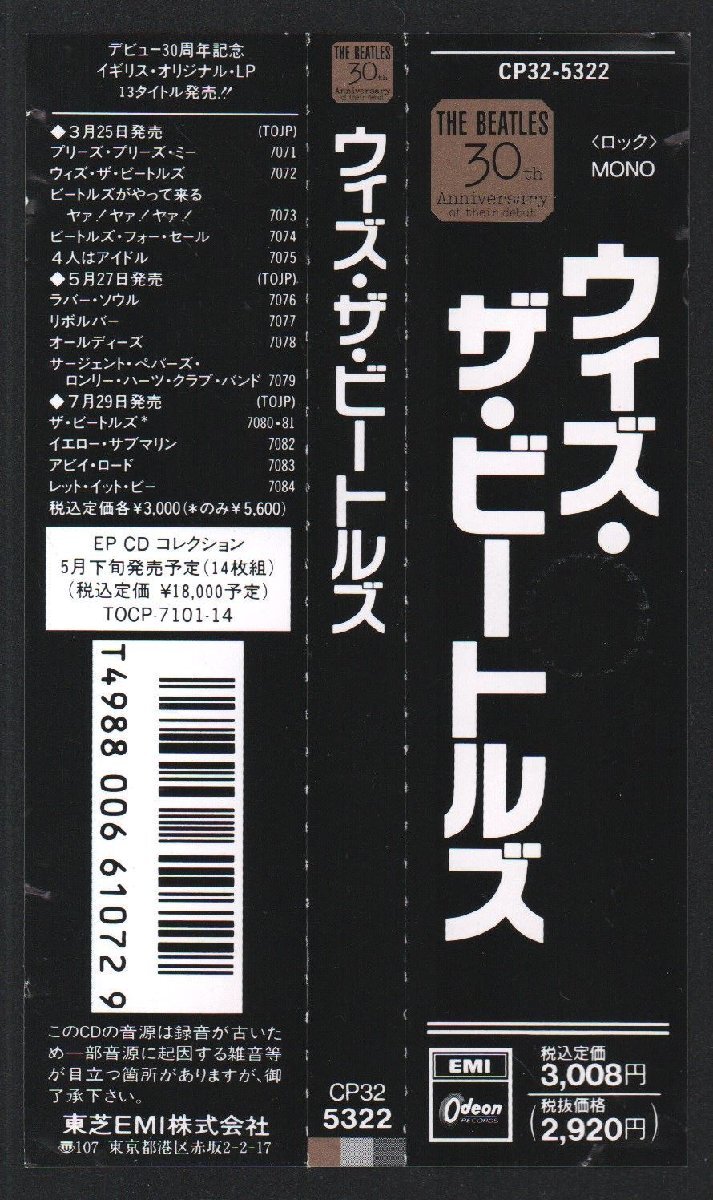 デビュー30周年記念
イギリス・オリジナル・LP
13タイトル発売!!
◆3月25日発売 (TOJP)
プリーズ・プリーズ・ミー 7071
ウィズ・ザ・ビートルズ 7072
ビートルズがやって来る
ヤァ!ヤァ!ヤァ! 7073
ビートルズ・フォー・セール 7074
4人はアイドル 7075
◆5月27日発売 (TOJP)
ラバー・ソウル 7076
リボルバー 7077
オールディーズ 7078
サージェント・ペパーズ・
ロンリー・ハーツ・クラブ・バンド 7079
◆7月29日発売 (TOJP)
ザ・ビートルズ* 7080・81
イエロー・サブマリン 7082
アビイ・ロード 7083
レット・イット・ビー 7084
税込定価各¥3,000(*のみ¥5,600)
EP CD コレクション
5月下旬発売予定(14枚組)
(税込定価 ¥18,000予定)
TOCP-7101-14
T4988 006 61072 9
このCDの音源は録音が古いた
め一部音源に起因する雑音等
が目立つ箇所がありますが、御
了承下さい。
東芝EMI株式会社
〒107 東京都港区赤坂2-2-17
THE BEATLES
30th
Anniversary
of their debut
ウィズ・ザ・ビートルズ
CP32
5322
CP32-5322
THE BEATLES
30th
Anniversary
of their debut
〈ロック〉
MONO
ウィズ・
ザ・ビートルズ
EMI
Odeon
RECORDS
税込定価
3,008円
(税抜価格
2,920円)